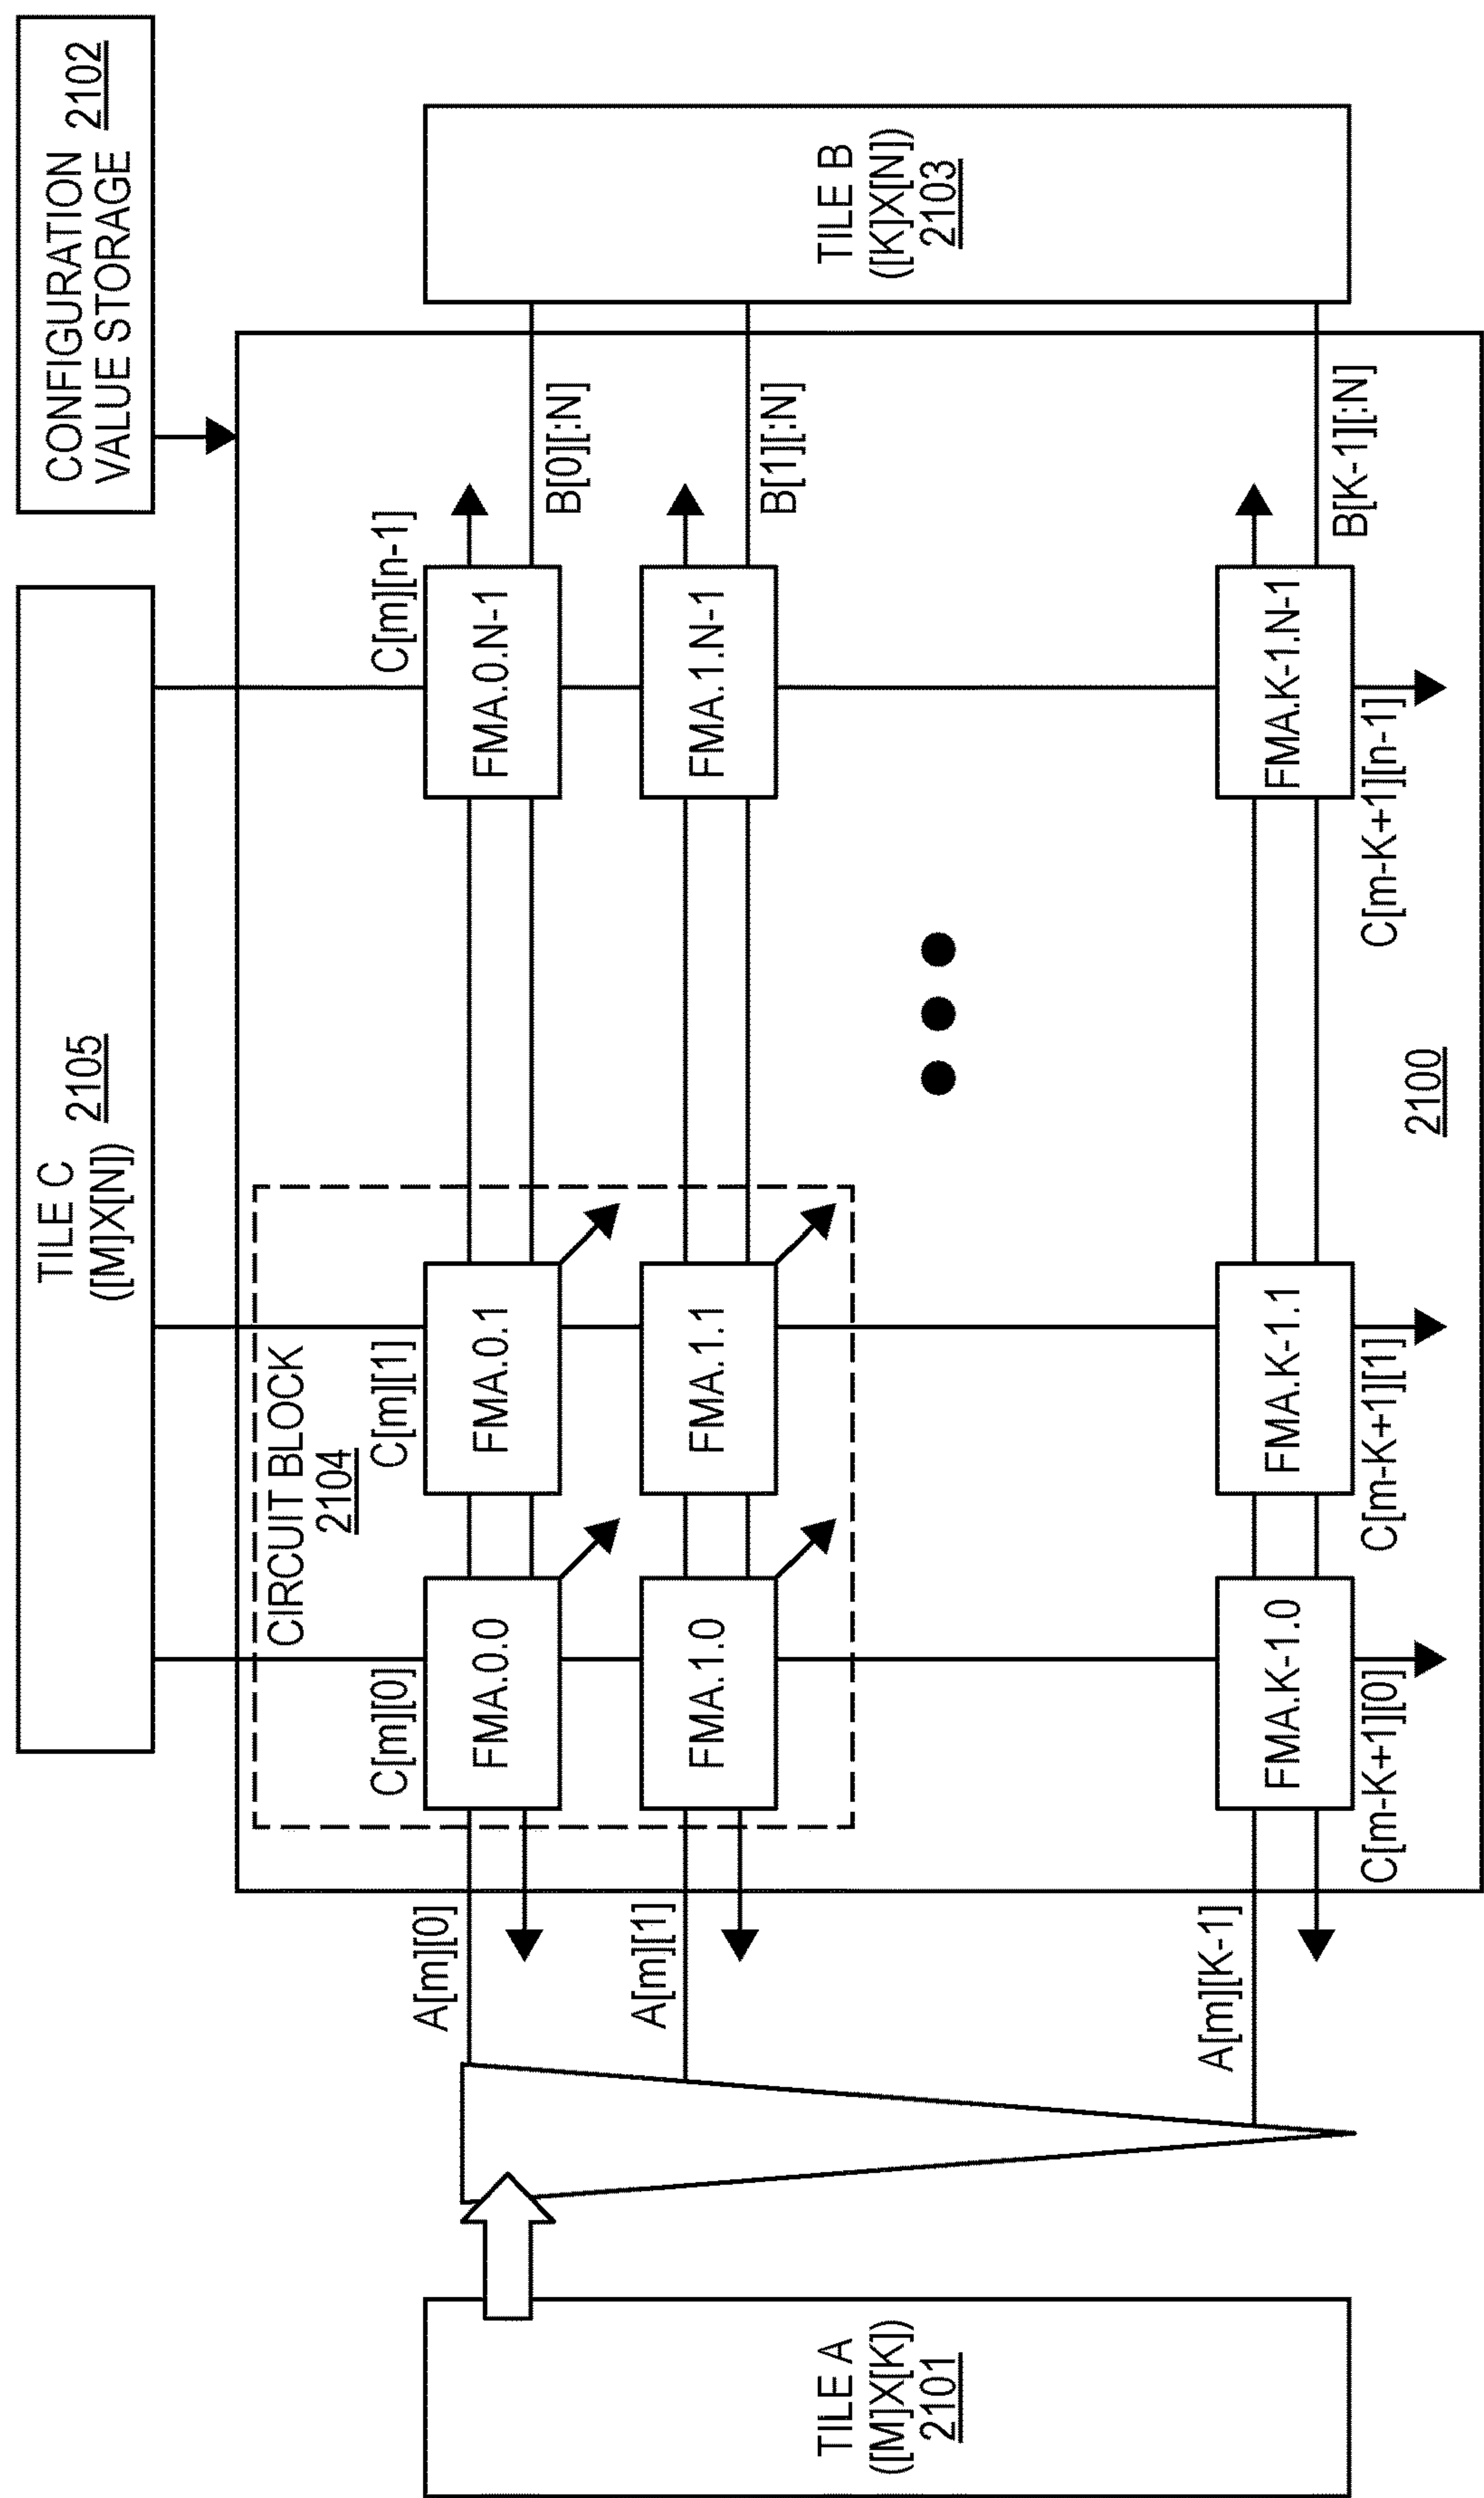 TILE C
([M]X[N])
2105
CONFIGURATION
VALUE STORAGE 2102
CIRCUIT BLOCK
2104
C[m][0]
C[m][1]
C[m][n-1]
A[m][0]
FMA.0.0
FMA.0.1
FMA.0.N-1
B[0][:N]
A[m][1]
FMA.1.0
FMA.1.1
FMA.1.N-1
B[1][:N]
TILE A
([M]X[K])
2101
TILE B
([K]X[N])
2103
A[m][K-1]
FMA.K-1.0
FMA.K-1.1
FMA.K-1.N-1
B[K-1][:N]
C[m-K+1][0]
C[m-K+1][1]
C[m-K+1][n-1]
2100